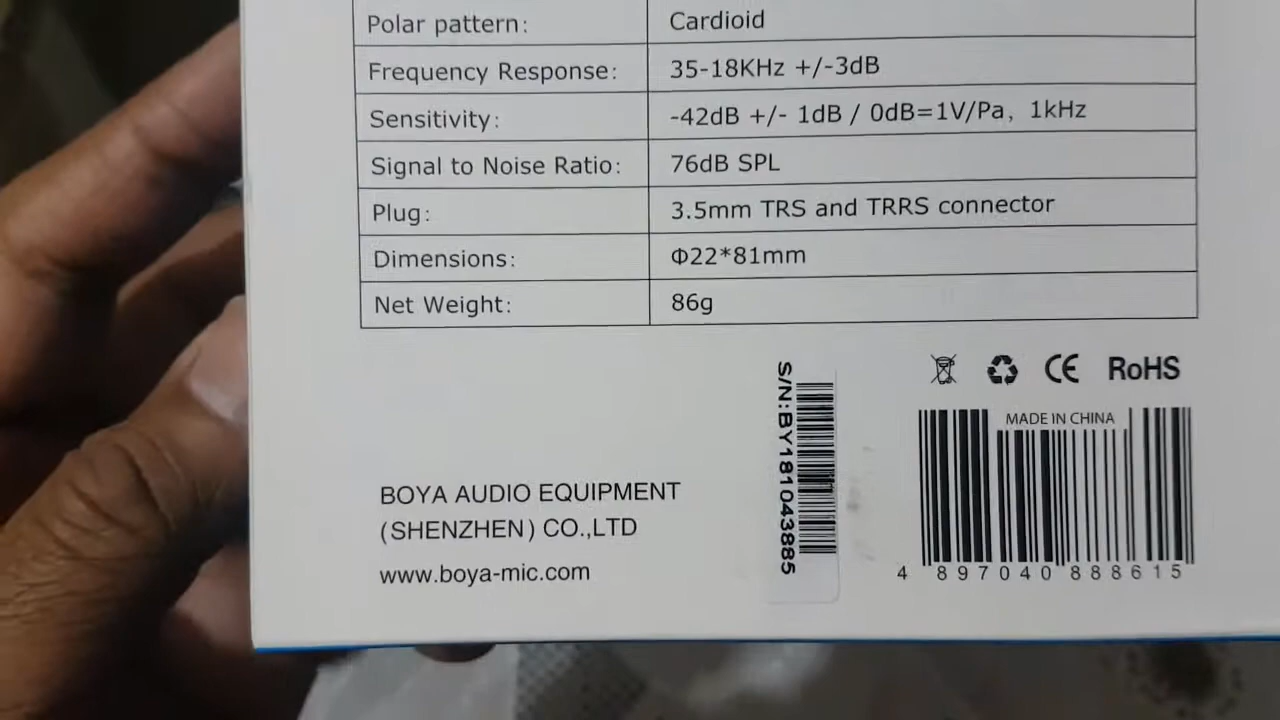 Polar pattern: Cardioid
Frequency Response: 35-18KHz +/-3dB
Sensitivity: -42dB +/- 1dB / 0dB=1V/Pa, 1kHz
Signal to Noise Ratio: 76dB SPL
Plug: 3.5mm TRS and TRRS connector
Dimensions: Φ22*81mm
Net Weight: 86g
CE RoHS
MADE IN CHINA
S/N:BY181043885
BOYA AUDIO EQUIPMENT
(SHENZHEN) CO.,LTD
www.boya-mic.com
4 897040 888615